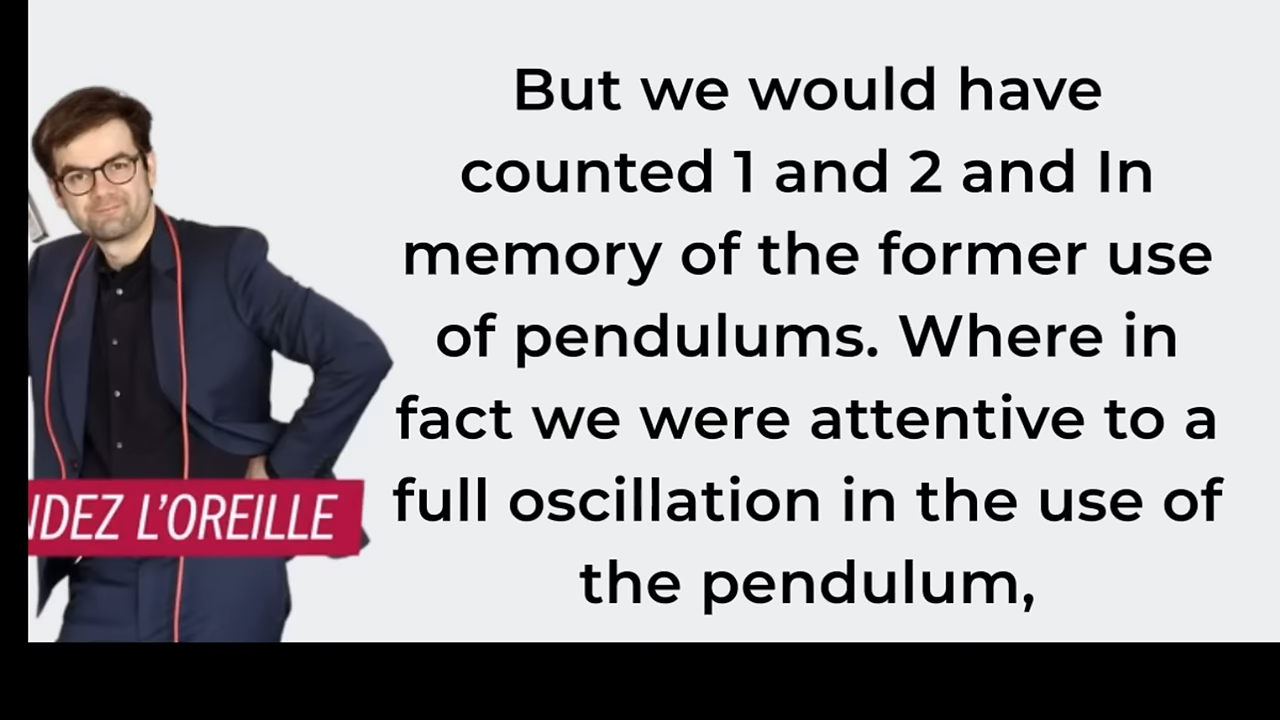 But we would have
counted 1 and 2 and In
memory of the former use
of pendulums. Where in
fact we were attentive to a
full oscillation in the use of
the pendulum,
NDEZ L'OREILLE